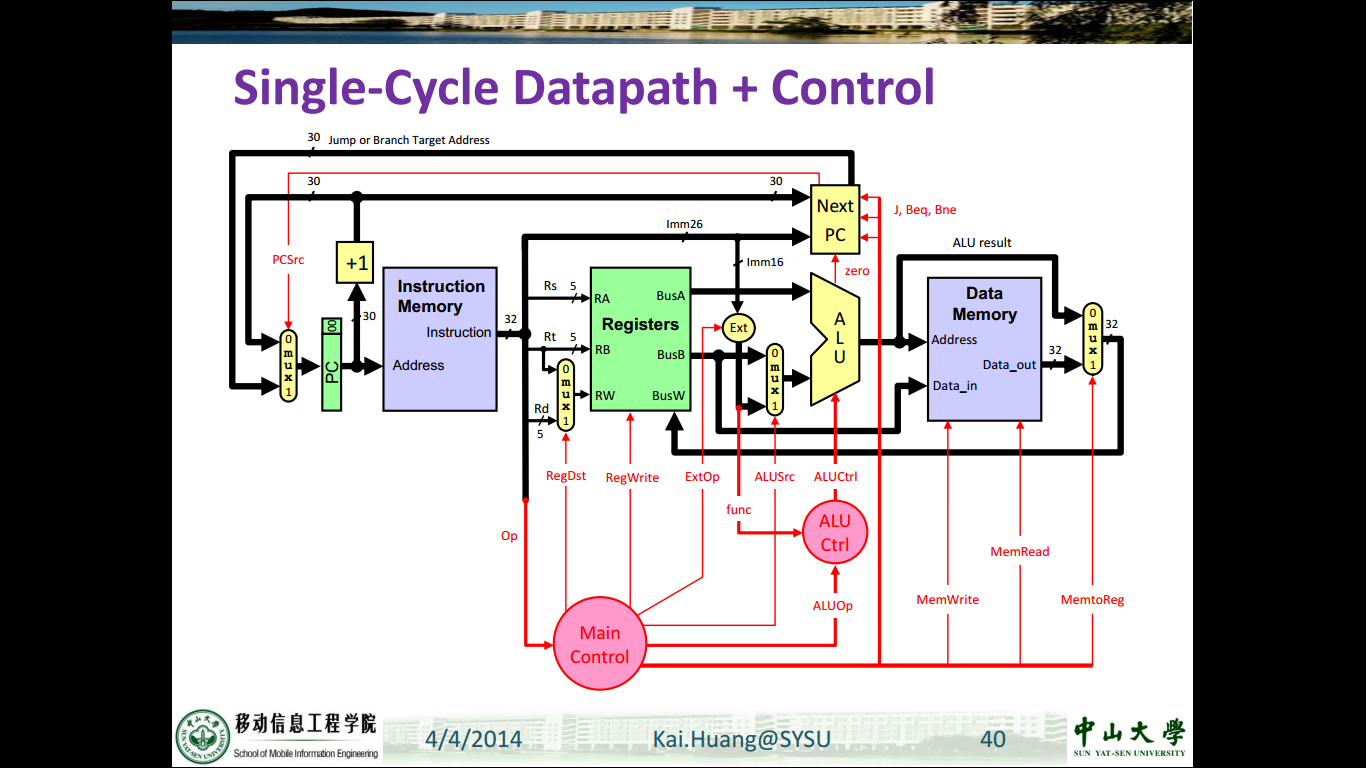 Single-Cycle Datapath + Control
30 Jump or Branch Target Address
30
30
Next
PC
J, Beq, Bne
Imm26
ALU result
PCSrc
+1
Imm16
zero
Instruction
Memory
Rs 5
RA
BusA
Data
Memory
00
30
32
Instruction
Registers
Ext
A
L
U
0
m
u
x
1
32
0
m
u
x
1
PC
Address
Rt 5
RB
BusB
0
m
u
x
1
Address
32
Data_out
0
m
u
x
1
RW
BusW
Data_in
Rd
5
RegDst
RegWrite
ExtOp
ALUSrc
ALUCtrl
func
Op
ALU
Ctrl
MemRead
ALUOp
MemWrite
MemtoReg
Main
Control
移动信息工程学院
School of Mobile Information Engineering
4/4/2014
Kai.Huang@SYSU
40
中山大學
SUN YAT-SEN UNIVERSITY